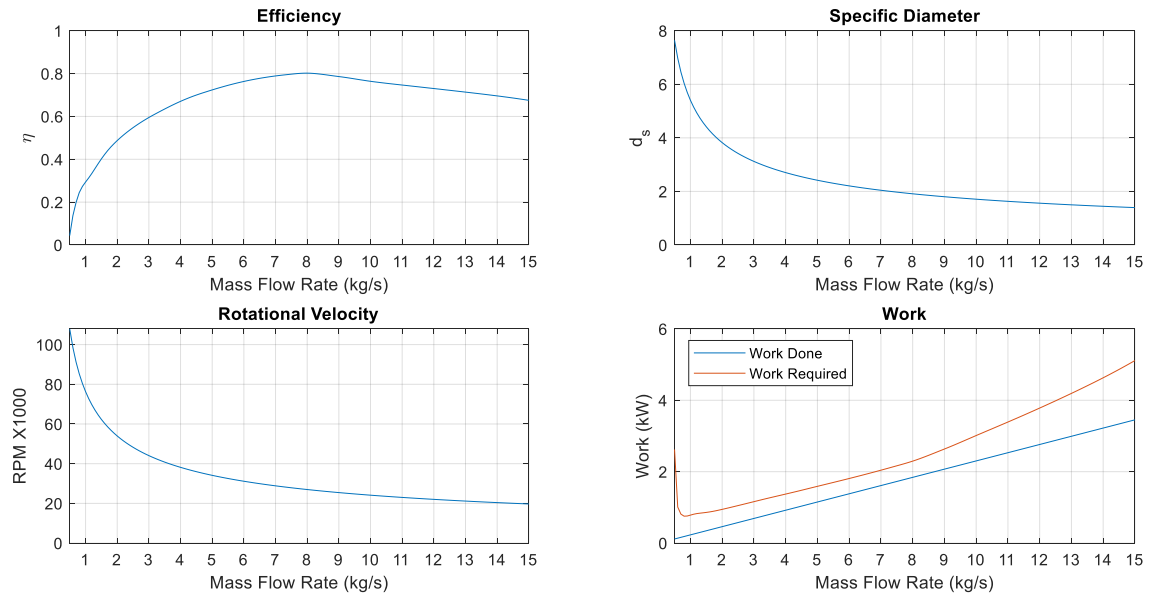 Efficiency
1
0.8
0.6
0.4
0.2
0
η
1 2 3 4 5 6 7 8 9 10 11 12 13 14 15
Mass Flow Rate (kg/s)
Specific Diameter
8
6
4
2
0
d_s
1 2 3 4 5 6 7 8 9 10 11 12 13 14 15
Mass Flow Rate (kg/s)
Rotational Velocity
100
80
60
40
20
0
RPM X1000
1 2 3 4 5 6 7 8 9 10 11 12 13 14 15
Mass Flow Rate (kg/s)
Work
Work Done
Work Required
6
4
2
0
Work (kW)
1 2 3 4 5 6 7 8 9 10 11 12 13 14 15
Mass Flow Rate (kg/s)